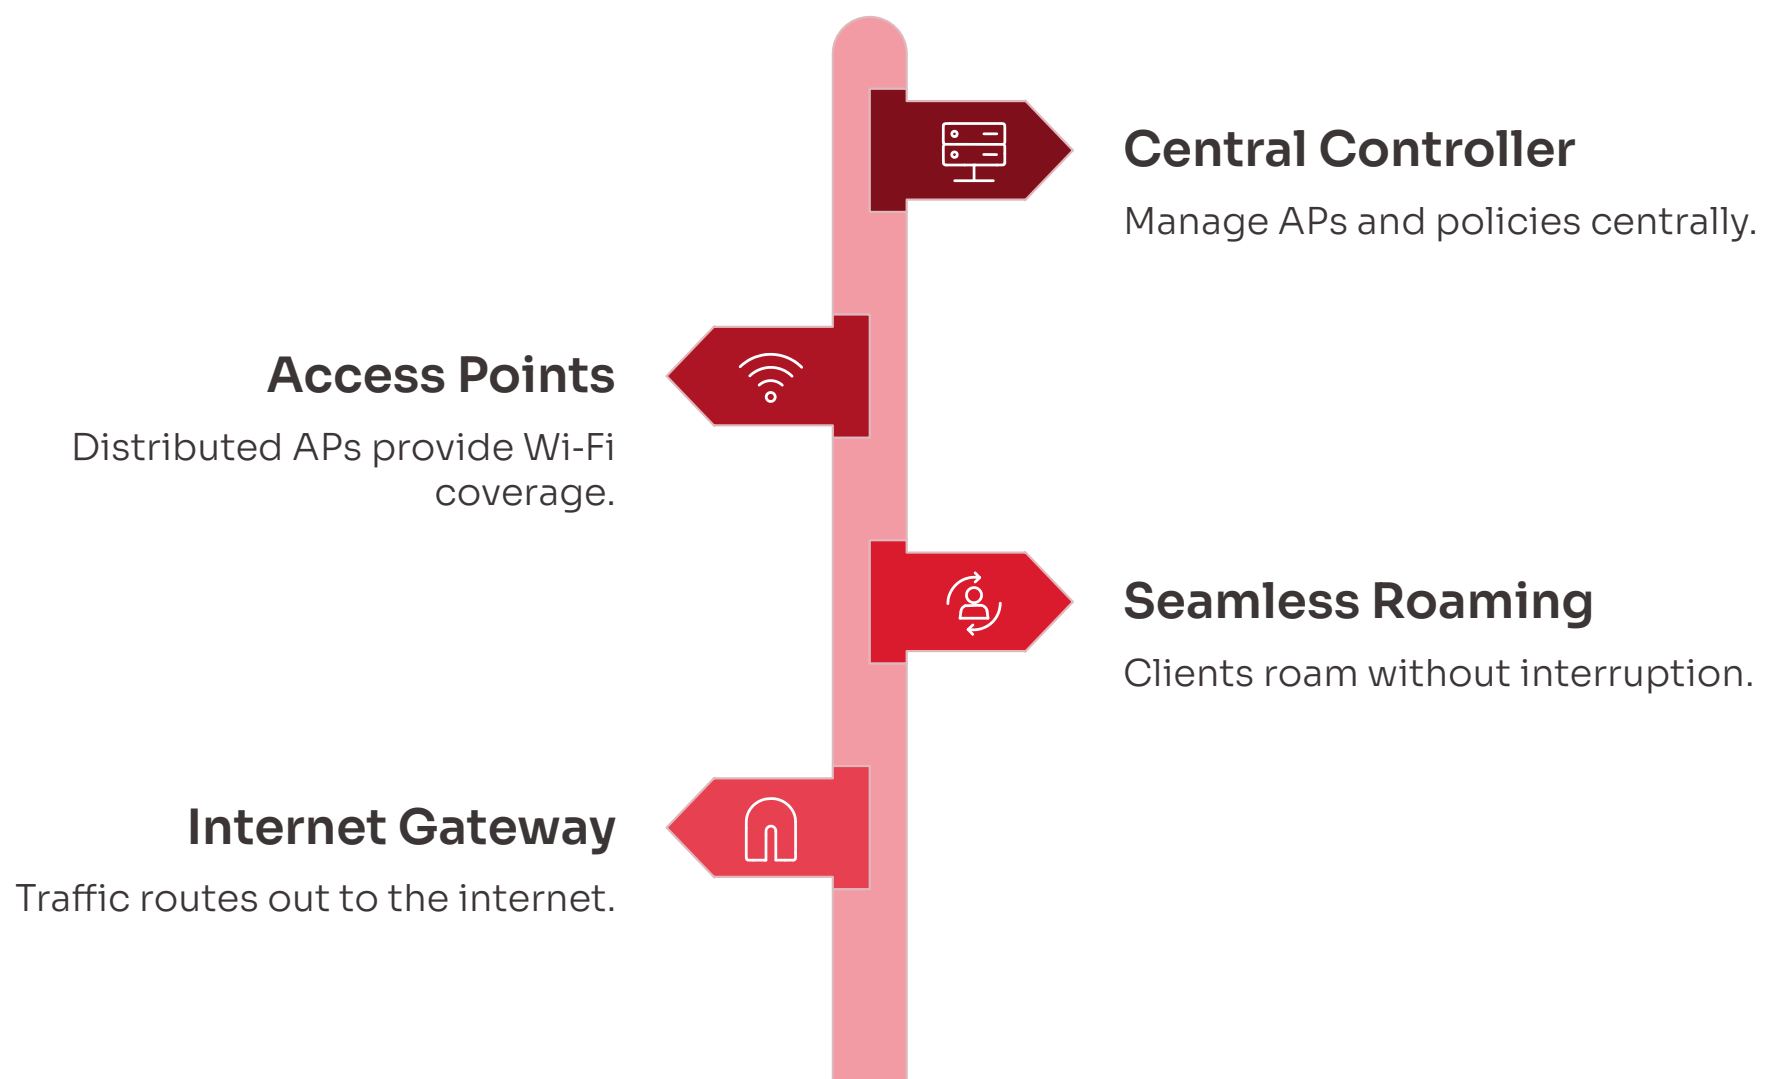 Central Controller
Manage APs and policies centrally.
Access Points
Distributed APs provide Wi-Fi
coverage.
Seamless Roaming
Clients roam without interruption.
Internet Gateway
Traffic routes out to the internet.